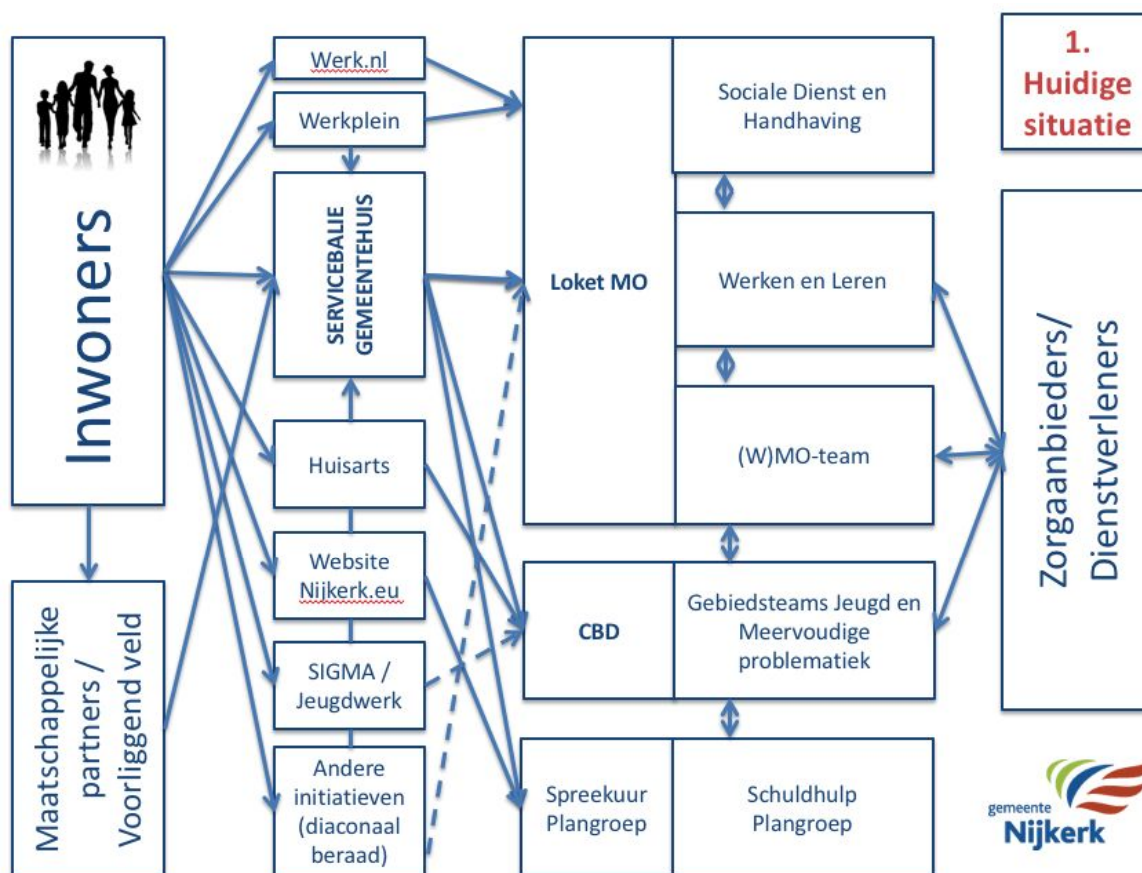 Inwoners
Maatschappelijke
partners /
Voorliggend veld
Werk.nl
Werkplein
SERVICEBALIE
GEMEENTEHUIS
Huisarts
Website
Nijkerk.eu
SIGMA /
Jeugdwerk
Andere
initiatieven
(diaconaal
beraad)
Loket MO
Sociale Dienst en
Handhaving
Werken en Leren
(W)MO-team
CBD
Gebiedsteams Jeugd en
Meervoudige
problematiek
Spreekuur
Plangroep
Schuldhulp
Plangroep
1.
Huidige
situatie
Zorgaanbieders/
Dienstverleners
gemeente
Nijkerk